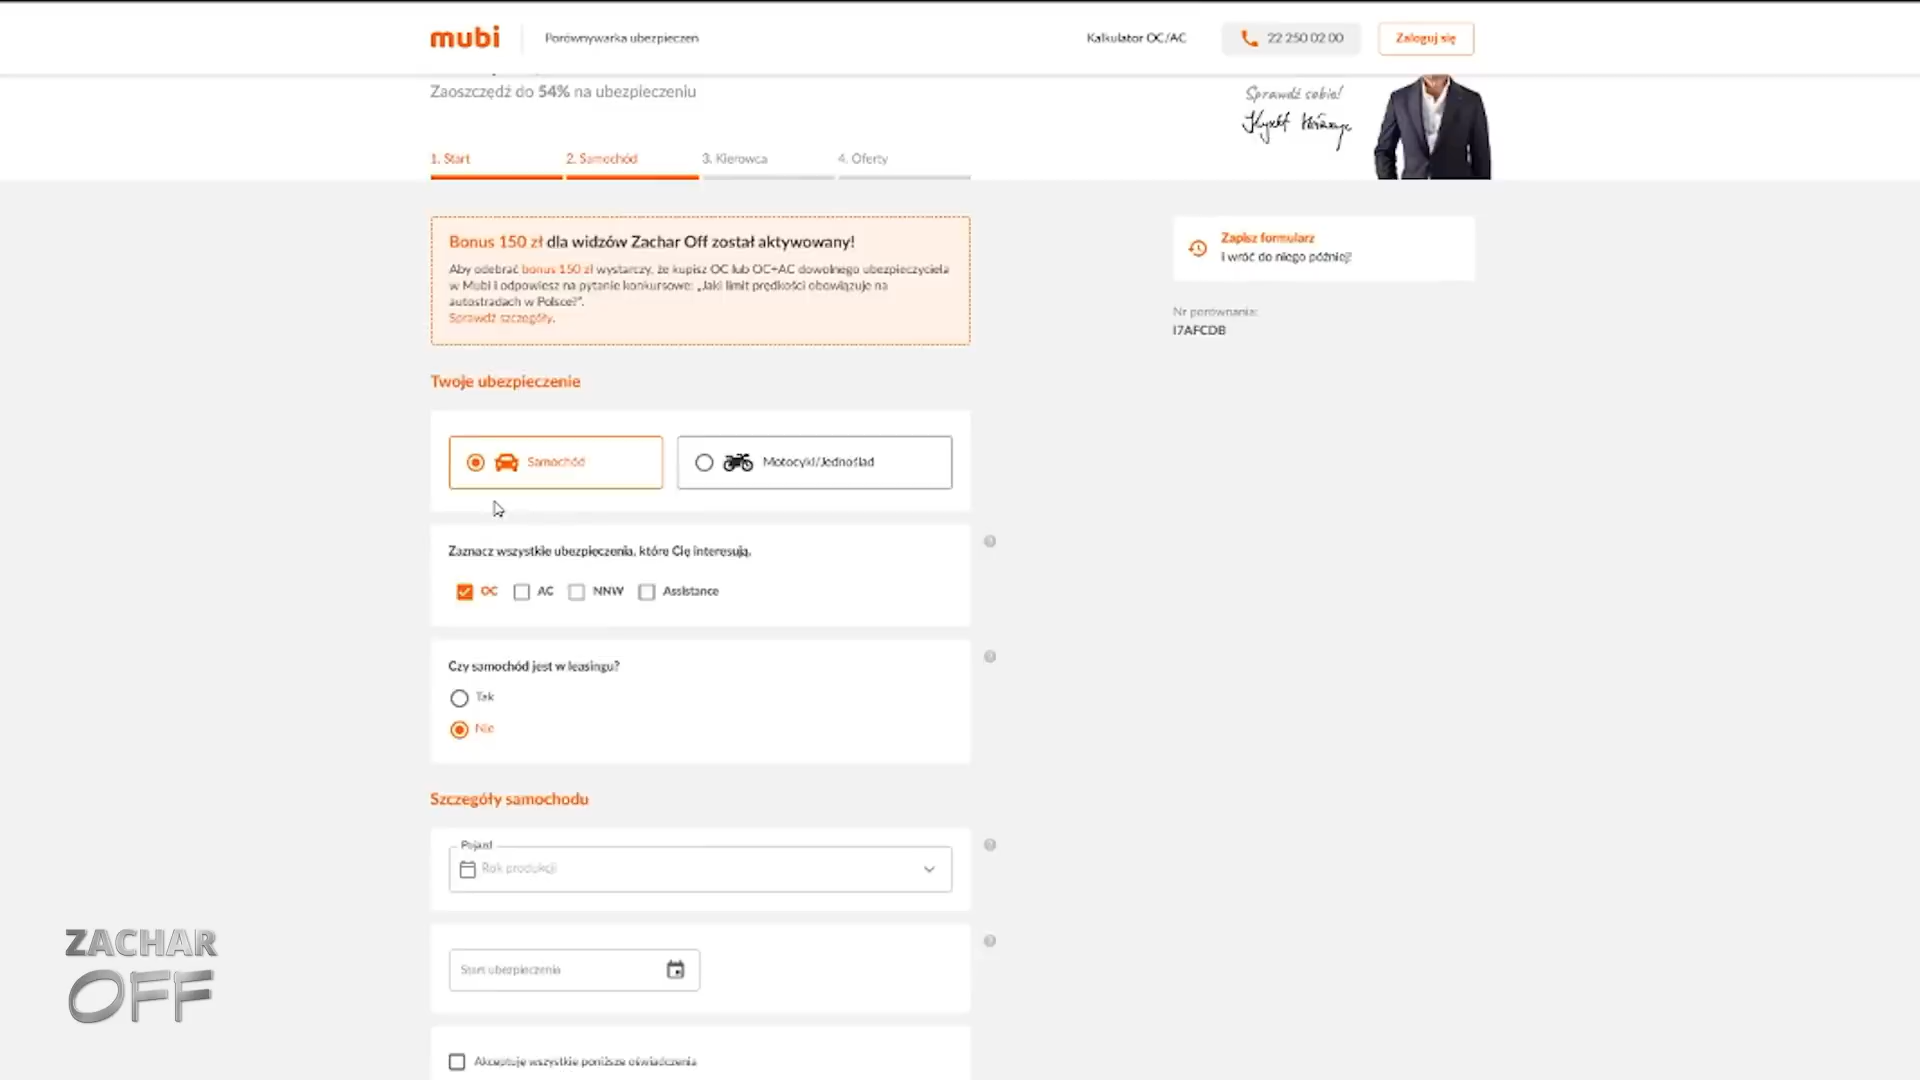 mubi
Porównywarka ubezpieczeń
Kalkulator OC/AC
22 250 02 00
Zaloguj się
Zaoszczędź do 54% na ubezpieczeniu
Sprawdź sobie!
1. Start
2. Samochód
3. Kierowca
4. Oferty
Bonus 150 zł dla widzów Zachar Off został aktywowany!
Aby odebrać bonus 150 zł wystarczy, że kupisz OC lub OC+AC dowolnego ubezpieczyciela
w Mubi i odpowiesz na pytanie konkursowe: „Jaki limit prędkości obowiązuje na
autostradach w Polsce?”.
Sprawdź szczegóły.
Zapisz formularz
i wróć do niego później!
Nr porównania:
I7AFCDB
Twoje ubezpieczenie
Samochód
Motocykl/Jednoślad
Zaznacz wszystkie ubezpieczenia, które Cię interesują.
OC
AC
NNW
Assistance
Czy samochód jest w leasingu?
Tak
Nie
Szczegóły samochodu
Pojazd
Rok produkcji
Start ubezpieczenia
Akceptuję wszystkie poniższe oświadczenia
ZACHAR
OFF